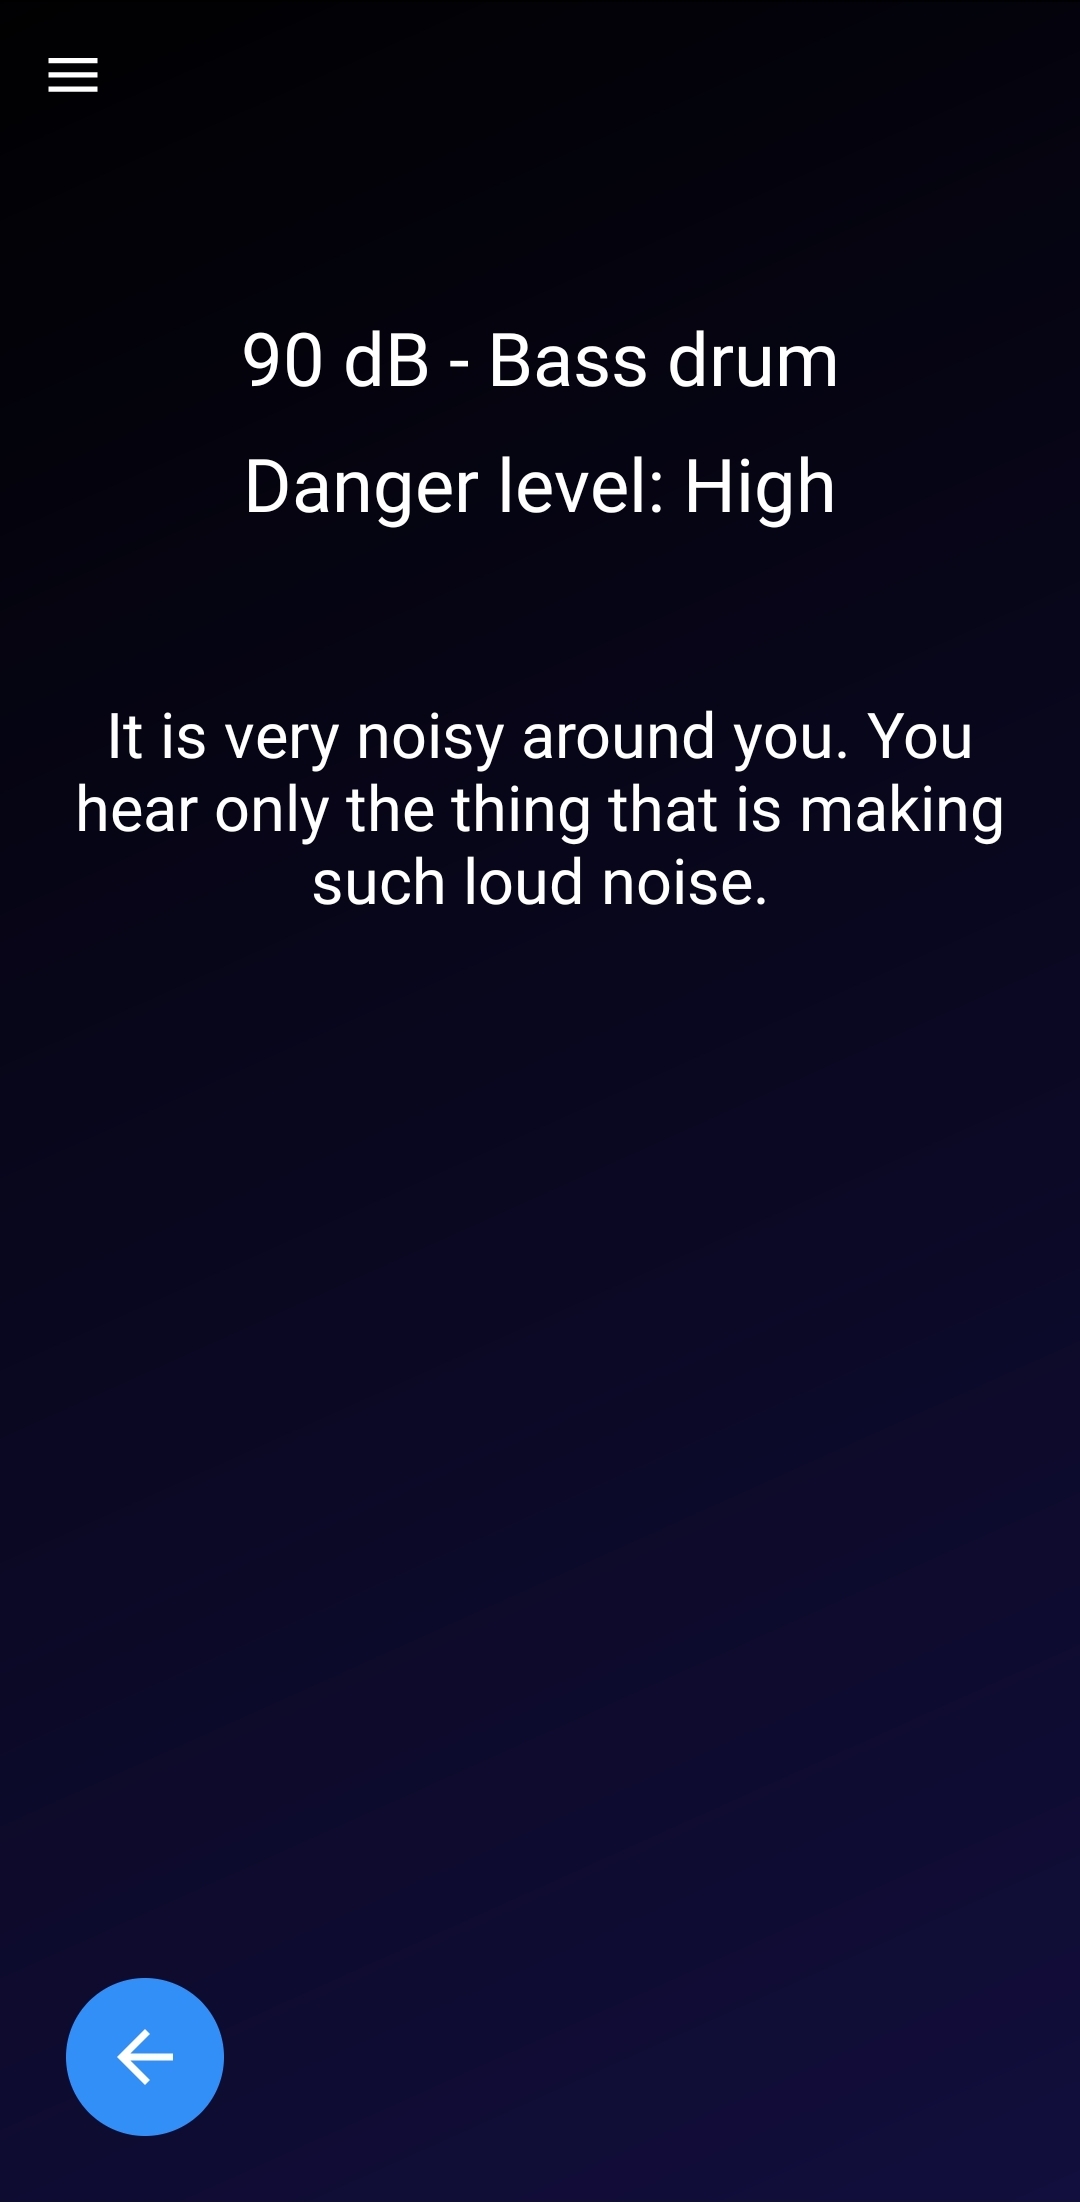 90 dB - Bass drum
Danger level: High
It is very noisy around you. You
hear only the thing that is making
such loud noise.